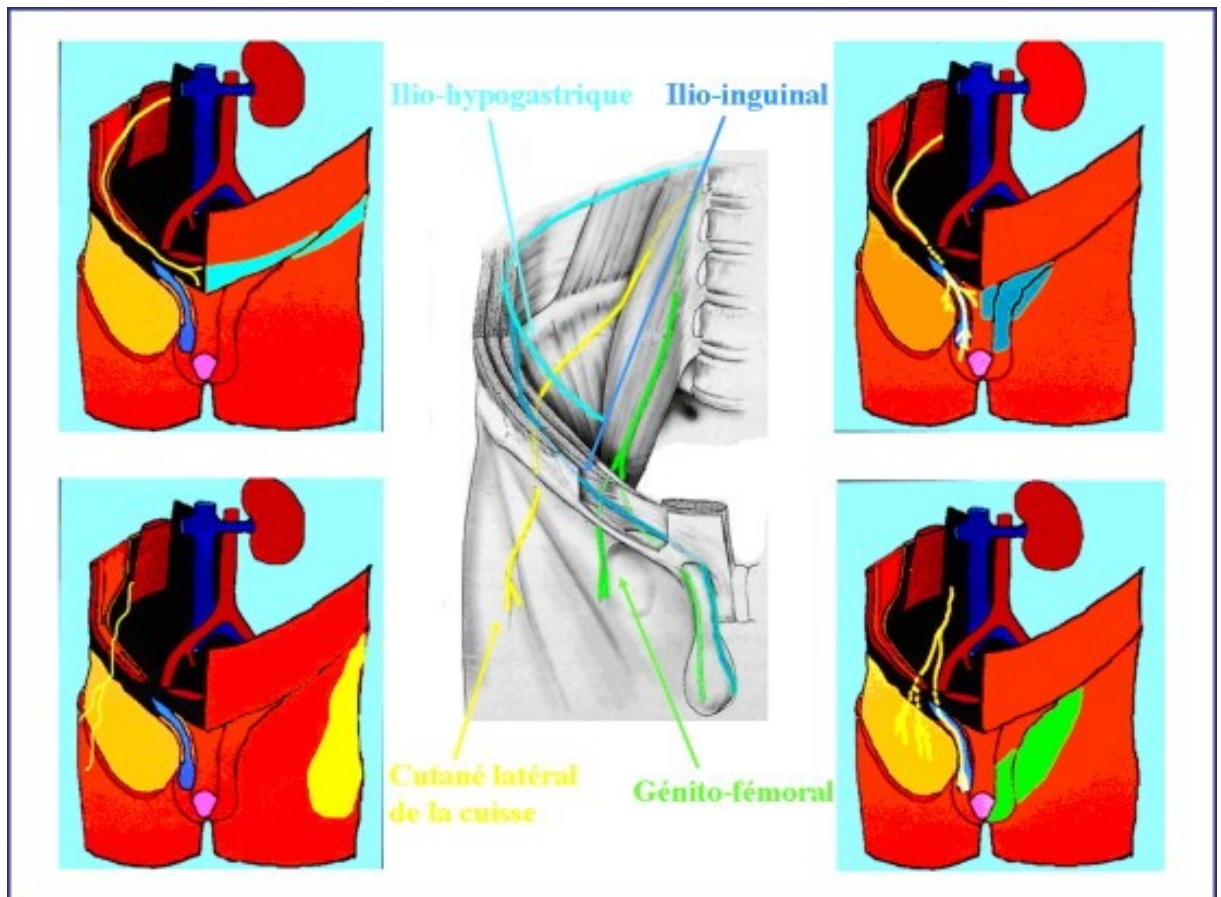 Ilio-hypogastrique
Ilio-inguinal
Cutané latéral
de la cuisse
Génito-fémoral